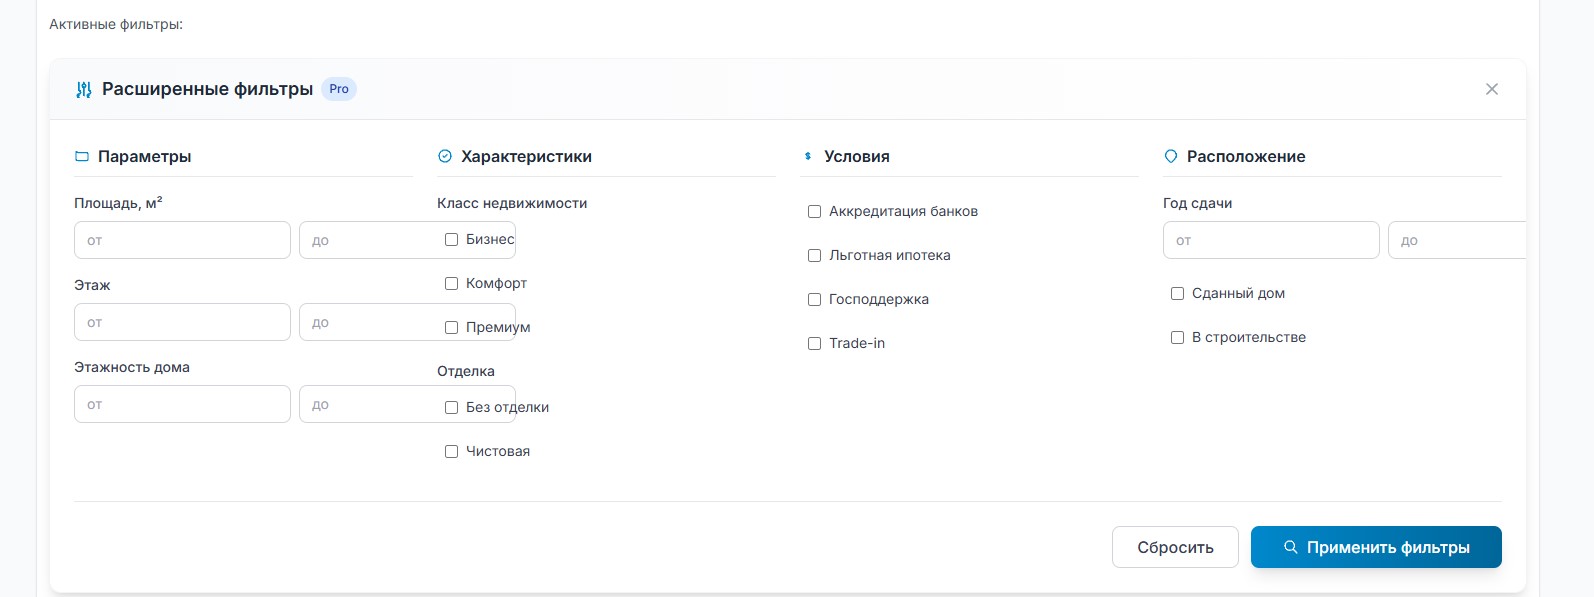 Активные фильтры:
Расширенные фильтры Pro
Параметры
Площадь, м²
от до
Этаж
от до
Этажность дома
от до
Характеристики
Класс недвижимости
Бизнес
Комфорт
Премиум
Отделка
Без отделки
Чистовая
Условия
Аккредитация банков
Льготная ипотека
Господдержка
Trade-in
Расположение
Год сдачи
от до
Сданный дом
В строительстве
Сбросить Применить фильтры